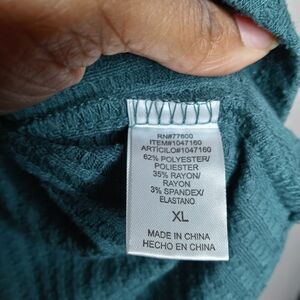 RN#77600
ITEM#1047160
ARTÍCILO#1047160
62% POLYESTER/
POLIESTER
35% RAYON/
RAYON
3% SPANDEX/
ELASTANO
XL
MADE IN CHINA
HECHO EN CHINA